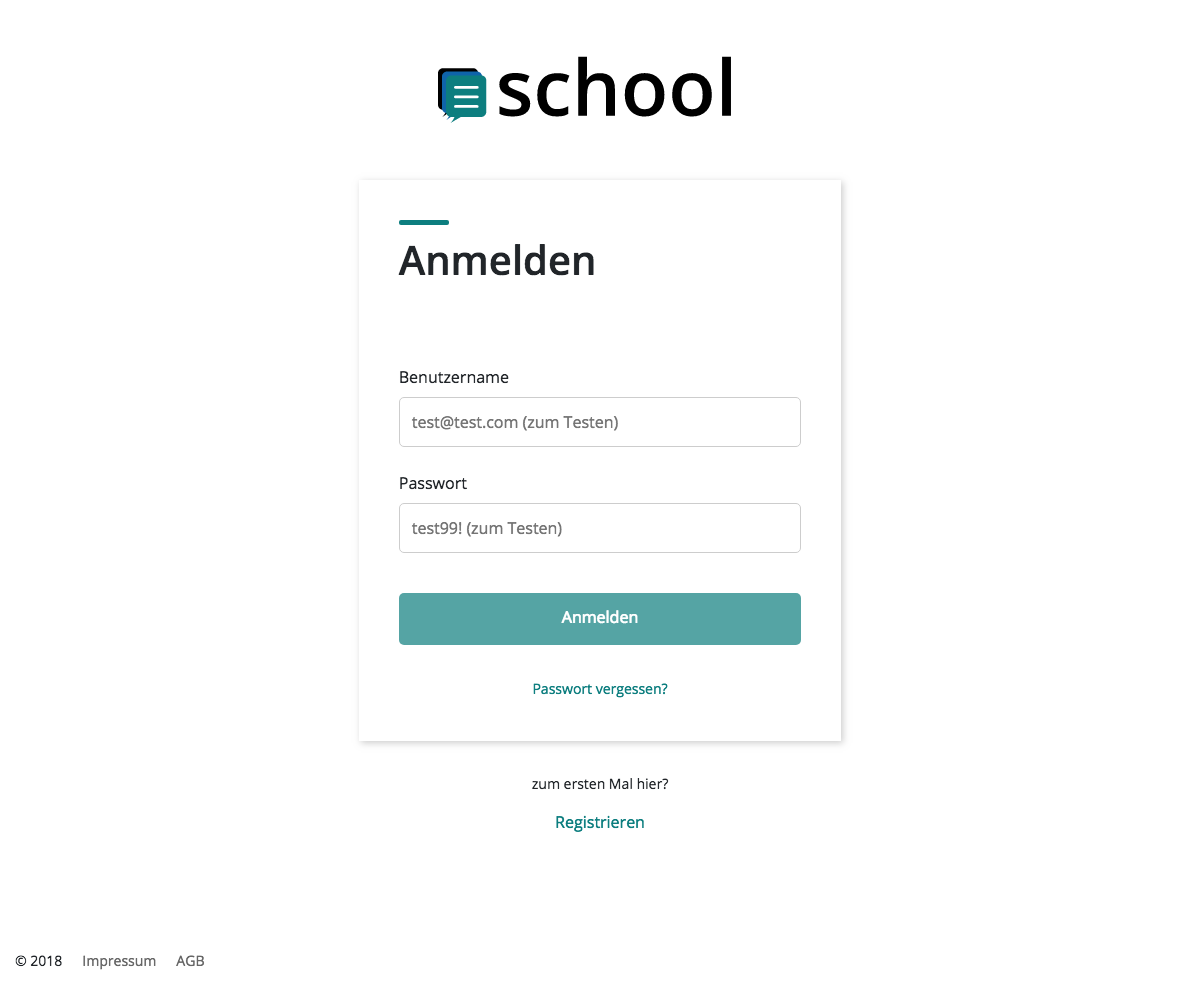 school
Anmelden
Benutzername
test@test.com (zum Testen)
Passwort
test99! (zum Testen)
Anmelden
Passwort vergessen?
zum ersten Mal hier?
Registrieren
© 2018 Impressum AGB